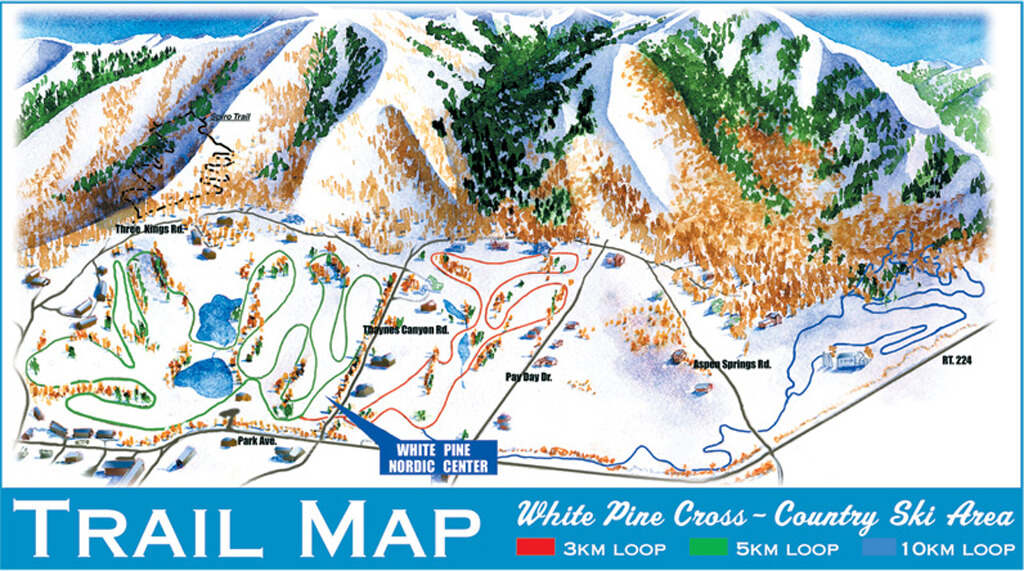 Spiro Trail
Three Kings Rd.
Thaynes Canyon Rd.
Pay Day Dr.
Aspen Springs Rd.
RT. 224
Park Ave.
WHITE PINE
NORDIC CENTER
TRAIL MAP
White Pine Cross~Country Ski Area
3KM LOOP
5KM LOOP
10KM LOOP